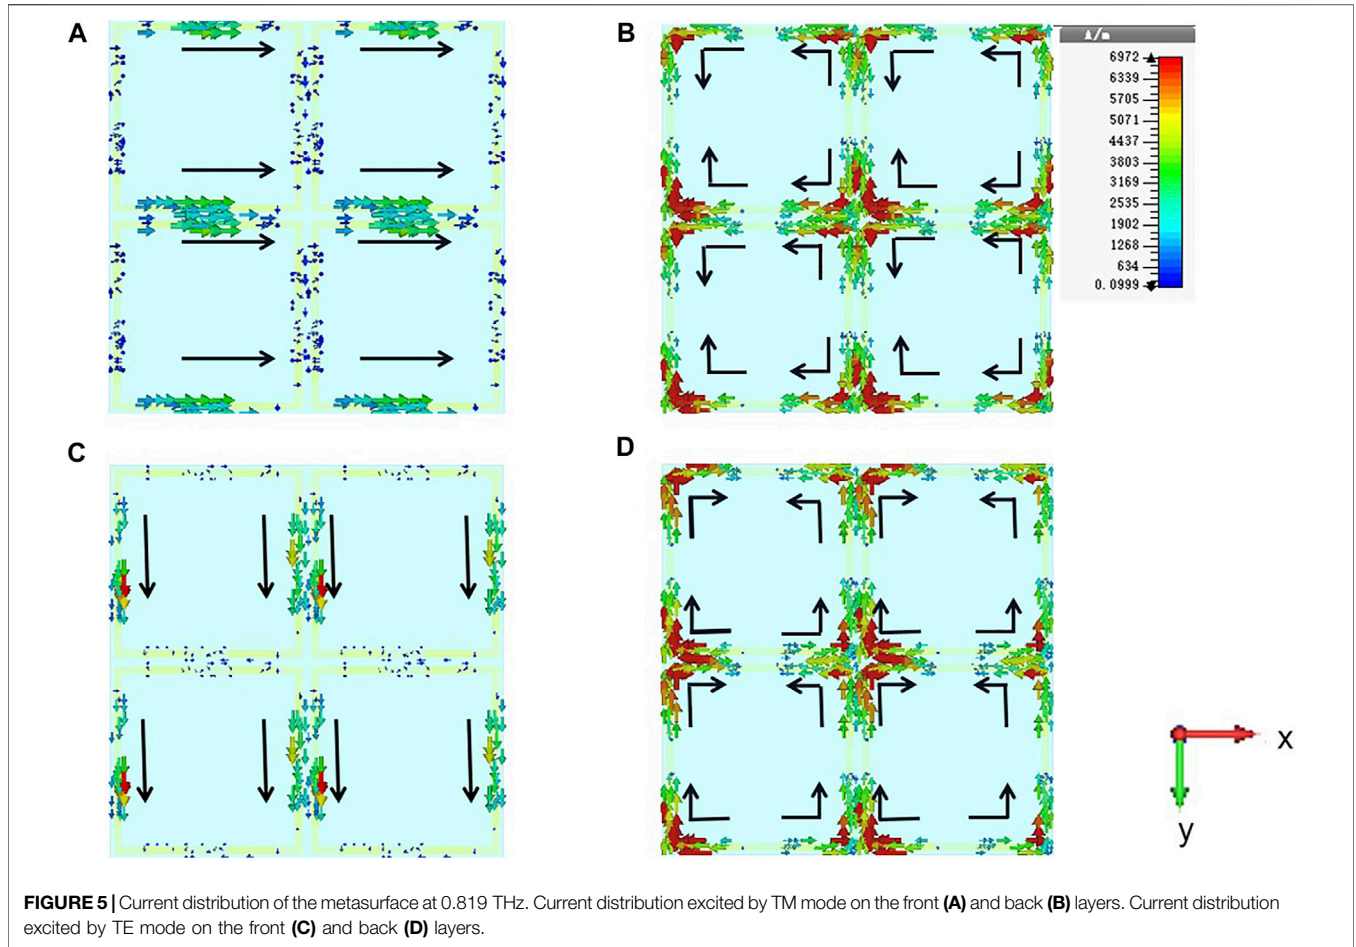 A
B
A/m
6972
6339
5705
5071
4437
3803
3169
2535
1902
1268
634
0.0999
C
D
x
y
FIGURE 5 | Current distribution of the metasurface at 0.819 THz. Current distribution excited by TM mode on the front (A) and back (B) layers. Current distribution
excited by TE mode on the front (C) and back (D) layers.